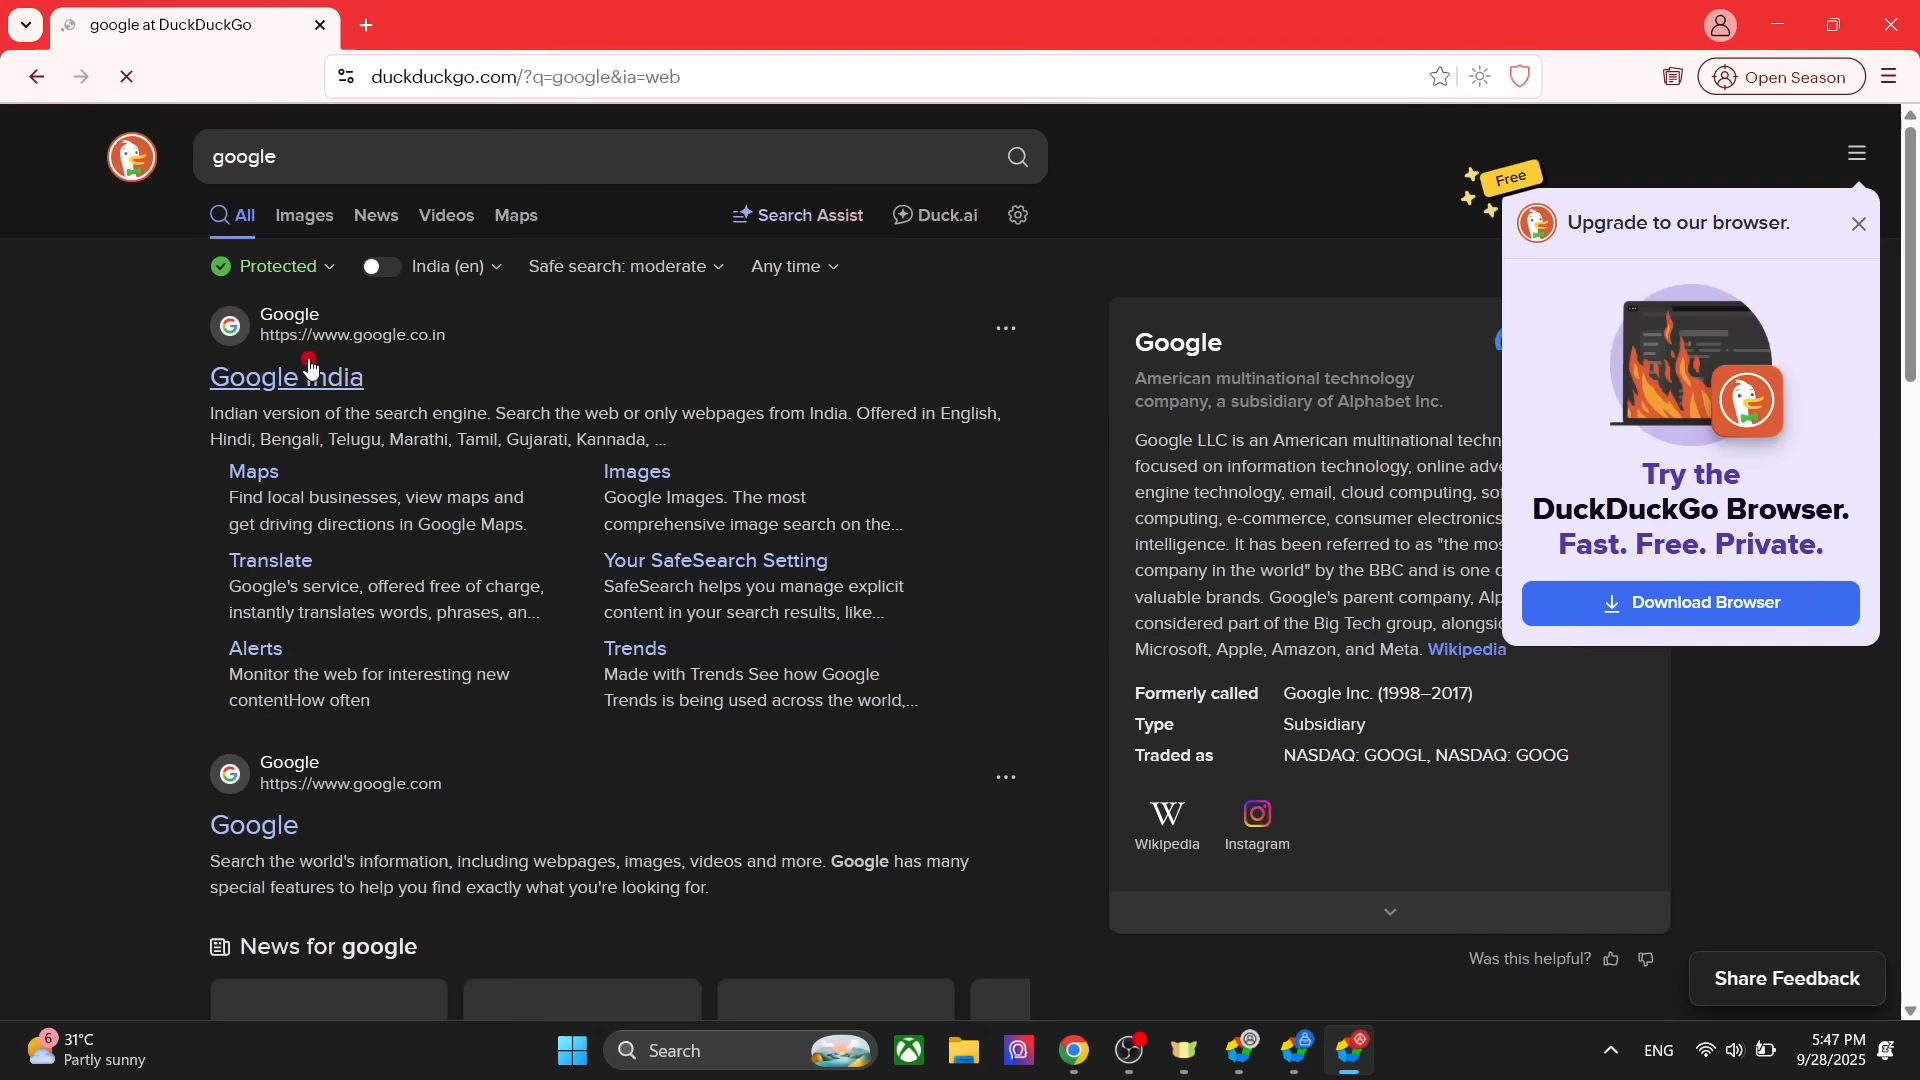 google at DuckDuckGo
duckduckgo.com/?q=google&ia=web
Open Season
google
Free
All
Images
News
Videos
Maps
Search Assist
Duck.ai
Upgrade to our browser.
Protected
India (en)
Safe search: moderate
Any time
Google
https://www.google.co.in
Google India
Indian version of the search engine. Search the web or only webpages from India. Offered in English,
Hindi, Bengali, Telugu, Marathi, Tamil, Gujarati, Kannada, ...
Maps
Find local businesses, view maps and
get driving directions in Google Maps.
Images
Google Images. The most
comprehensive image search on the...
Translate
Google's service, offered free of charge,
instantly translates words, phrases, an...
Your SafeSearch Setting
SafeSearch helps you manage explicit
content in your search results, like...
Alerts
Monitor the web for interesting new
contentHow often
Trends
Made with Trends See how Google
Trends is being used across the world,...
Google
https://www.google.com
Google
Search the world's information, including webpages, images, videos and more. Google has many
special features to help you find exactly what you're looking for.
News for google
Google
American multinational technology
company, a subsidiary of Alphabet Inc.
Google LLC is an American multinational techn
focused on information technology, online adve
engine technology, email, cloud computing, so
computing, e-commerce, consumer electronics
intelligence. It has been referred to as "the mos
company in the world" by the BBC and is one o
valuable brands. Google's parent company, Alp
considered part of the Big Tech group, alongsi
Microsoft, Apple, Amazon, and Meta. Wikipedia
Formerly called Google Inc. (1998–2017)
Type Subsidiary
Traded as NASDAQ: GOOGL, NASDAQ: GOOG
Wikipedia
Instagram
Was this helpful?
Try the
DuckDuckGo Browser.
Fast. Free. Private.
Download Browser
Share Feedback
6
31°C
Partly sunny
Search
ENG
5:47 PM
9/28/2025